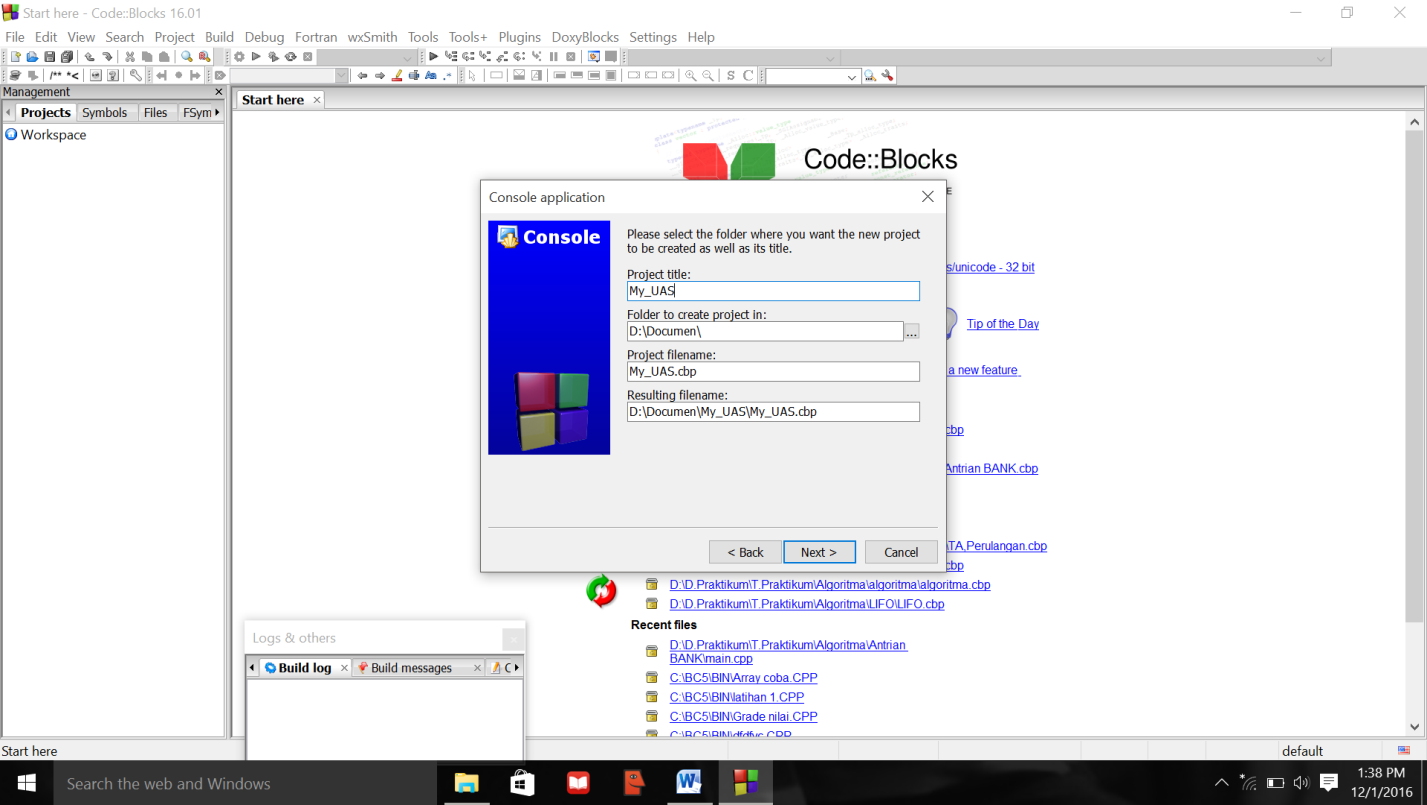 Start here - Code::Blocks 16.01
File Edit View Search Project Build Debug Fortran wxSmith Tools Tools+ Plugins DoxyBlocks Settings Help
/** *<
S C
Management
Projects Symbols Files FSym
Workspace
Start here
Code::Blocks
E
s/unicode - 32 bit
Tip of the Day
a new feature
cbp
Antrian BANK.cbp
TA,Perulangan.cbp
cbp
Console application
Console
Please select the folder where you want the new project
to be created as well as its title.
Project title:
My_UAS
Folder to create project in:
D:\Documen\
...
Project filename:
My_UAS.cbp
Resulting filename:
D:\Documen\My_UAS\My_UAS.cbp
< Back Next > Cancel
D:\D.Praktikum\T.Praktikum\Algoritma\algoritma\algoritma.cbp
D:\D.Praktikum\T.Praktikum\Algoritma\LIFO\LIFO.cbp
Recent files
D:\D.Praktikum\T.Praktikum\Algoritma\Antrian
BANK\main.cpp
C:\BC5\BIN\Array coba.CPP
C:\BC5\BIN\latihan 1.CPP
C:\BC5\BIN\Grade nilai.CPP
Logs & others
Build log Build messages C
Start here
default
Search the web and Windows
1:38 PM
12/1/2016